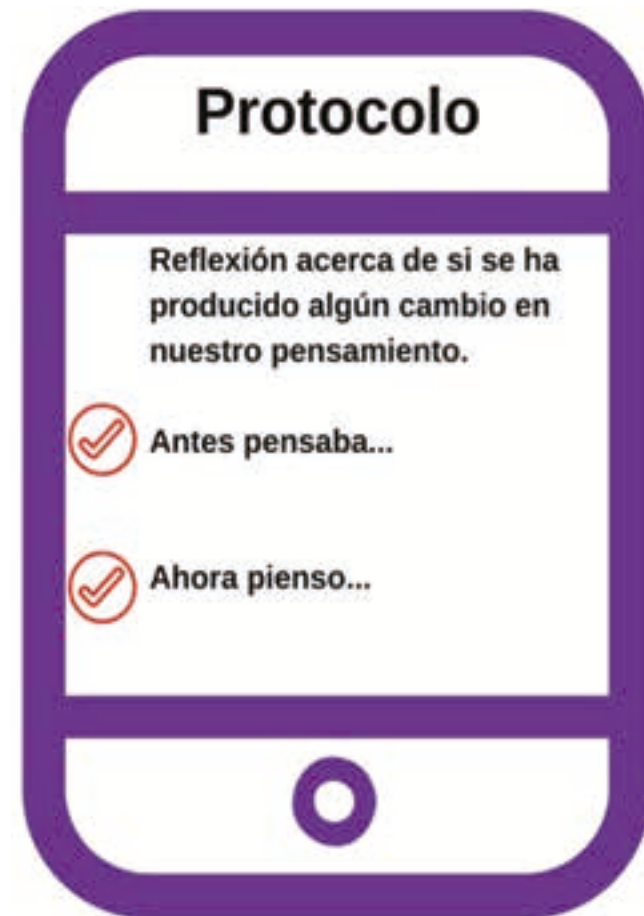 Protocolo
Reflexión acerca de si se ha
producido algún cambio en
nuestro pensamiento.
Antes pensaba...
Ahora pienso...